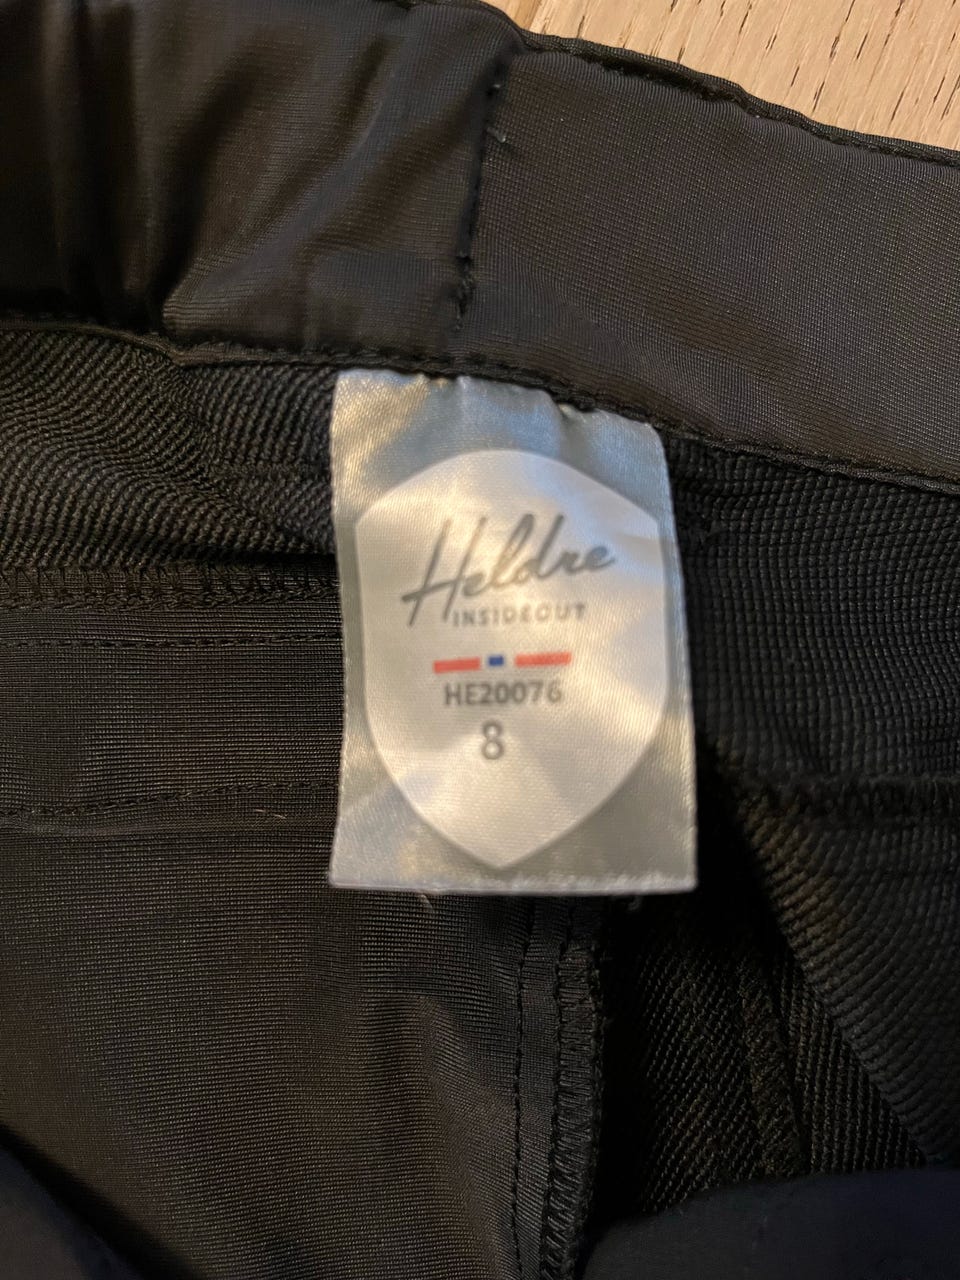 Heldre
INSIDEOUT
HE20076
8